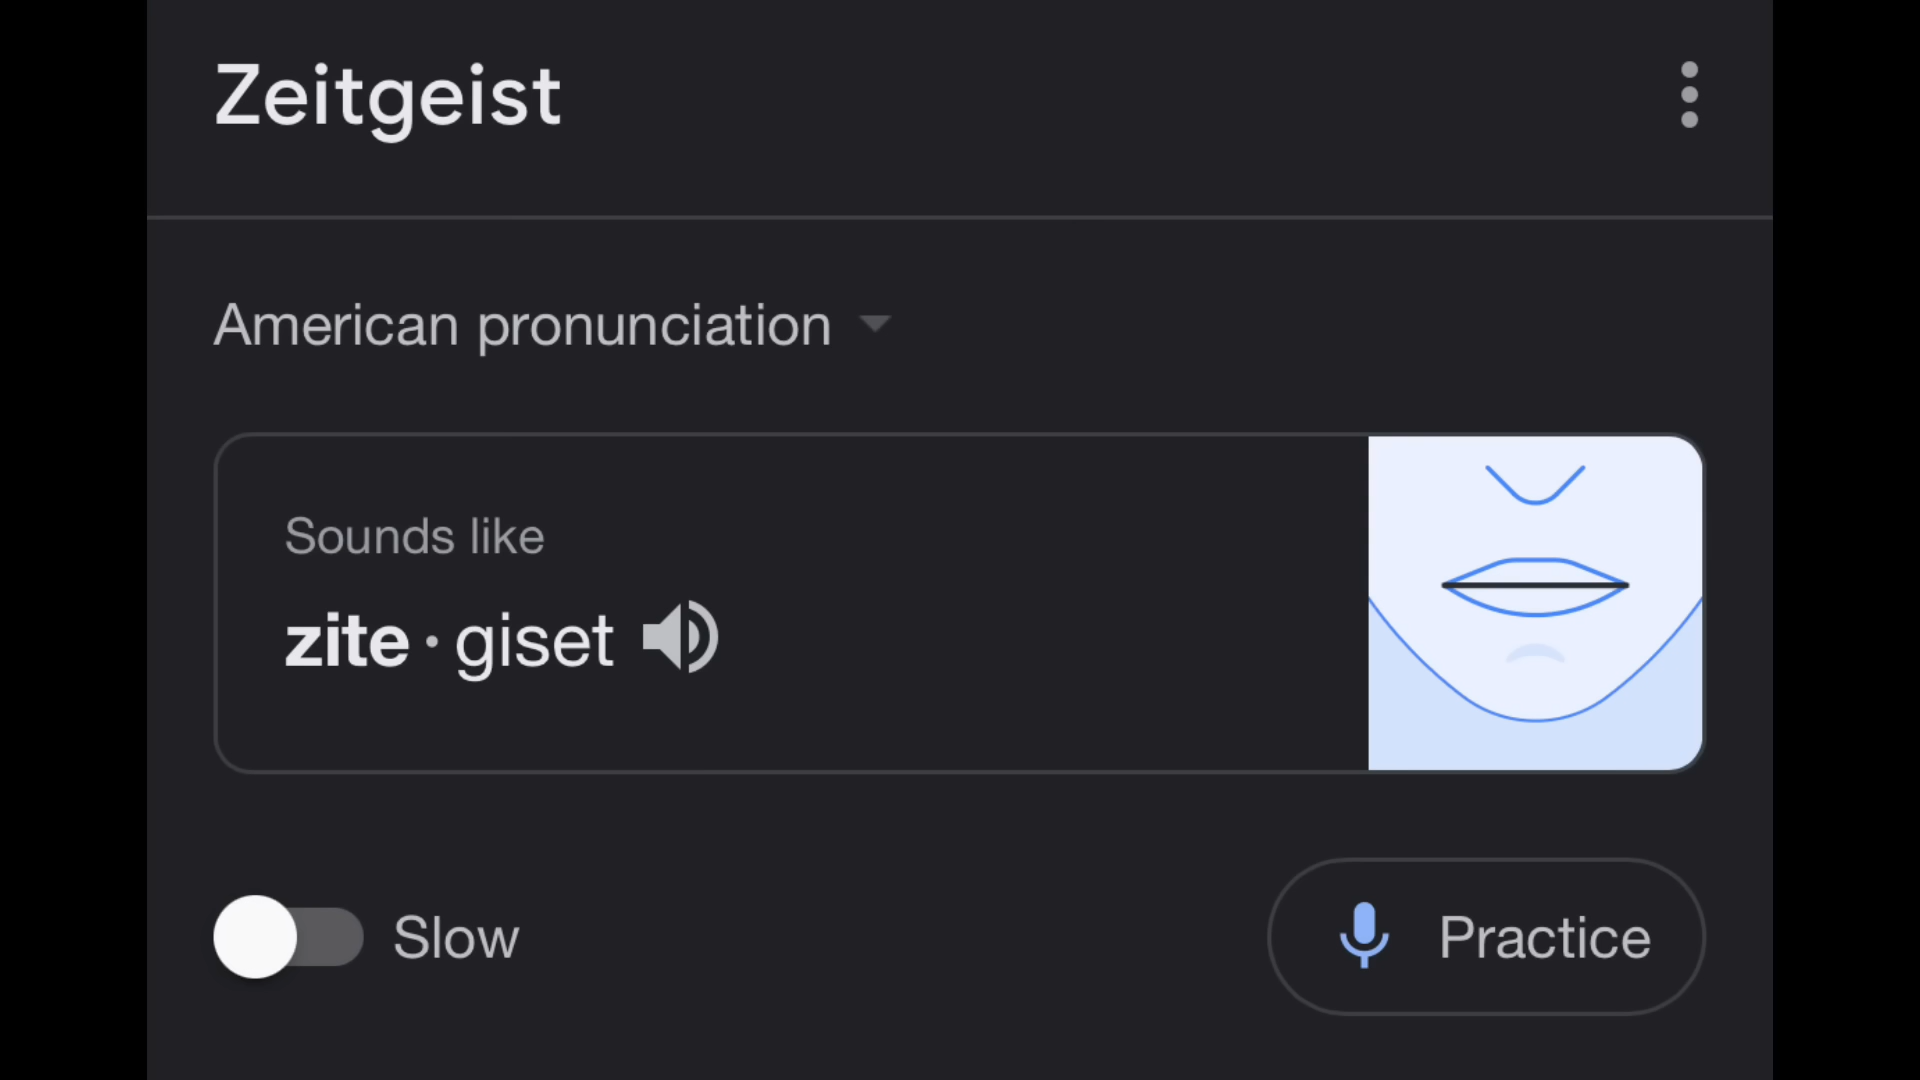 Zeitgeist
American pronunciation
Sounds like
zite · giset
Slow
Practice